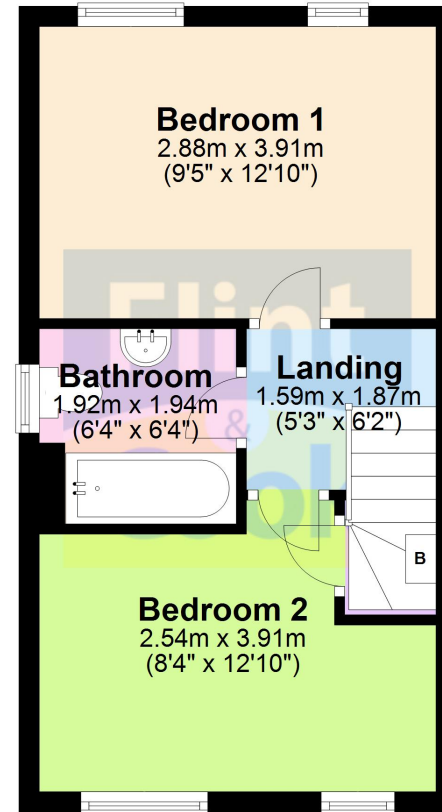 Bedroom 1
2.88m x 3.91m
(9'5" x 12'10")
Flint
Bathroom
1.92m x 1.94m
(6'4" x 6'4")
Landing
1.59m x 1.87m
(5'3" x 6'2")
&
Cook
B
Bedroom 2
2.54m x 3.91m
(8'4" x 12'10")